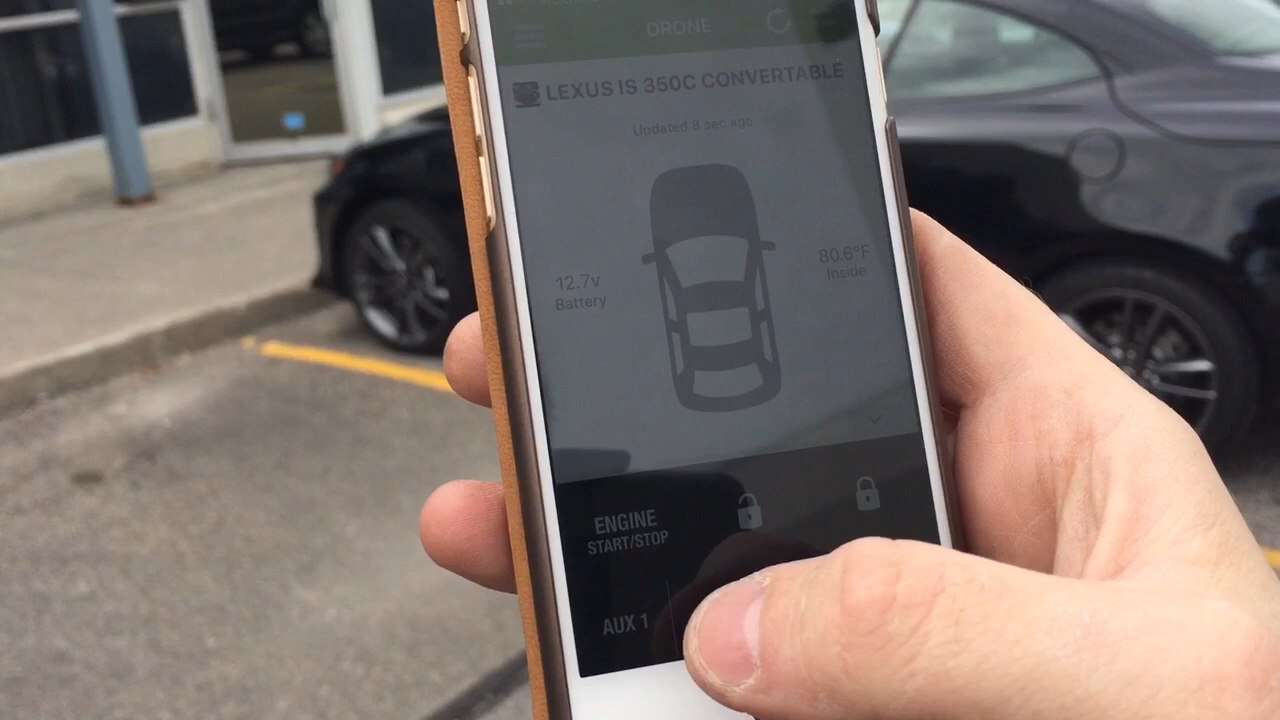 DRONE
LEXUS IS 350C CONVERTABLE
Updated 8 sec ago
12.7v
Battery
80.6°F
Inside
ENGINE
START/STOP
AUX 1